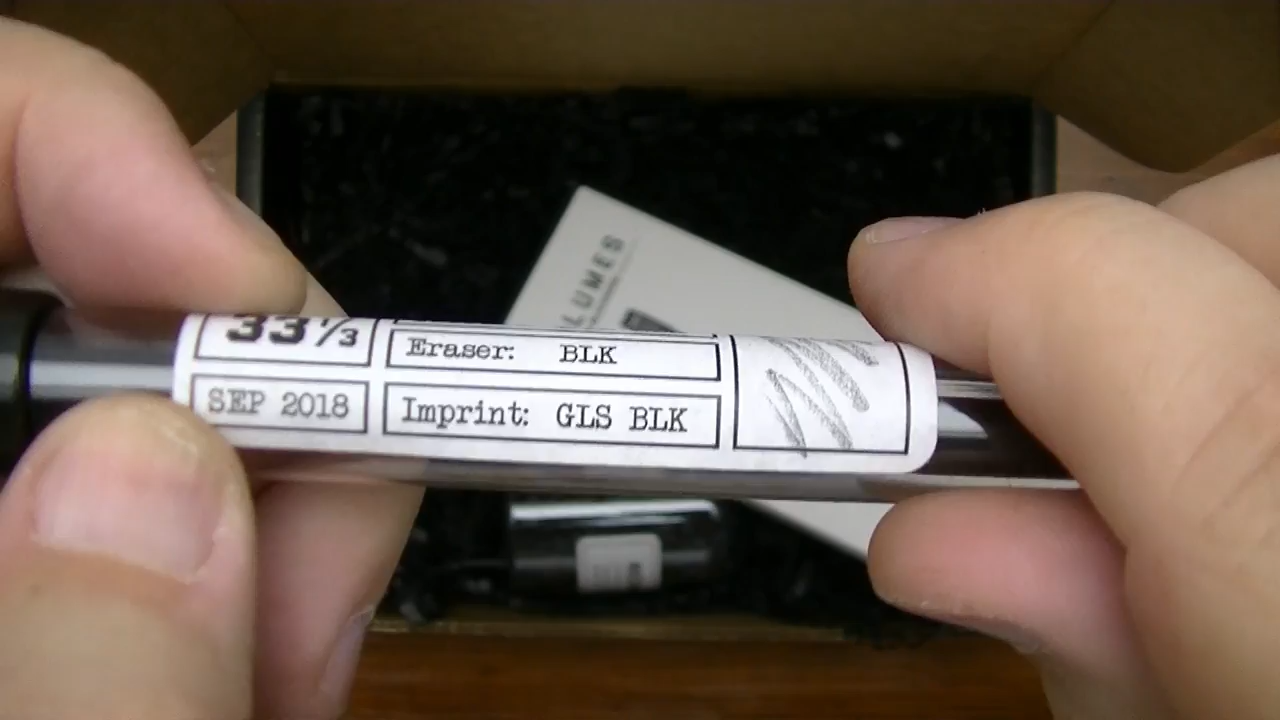 33⅓
SEP 2018
Eraser: BLK
Imprint: GLS BLK
LUMES